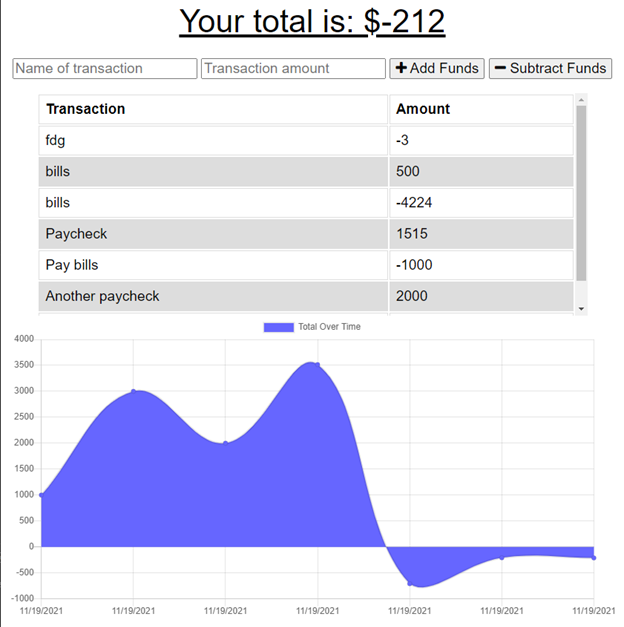 Your total is: $-212
Name of transaction Transaction amount + Add Funds − Subtract Funds
Transaction Amount
fdg -3
bills 500
bills -4224
Paycheck 1515
Pay bills -1000
Another paycheck 2000
Total Over Time
4000
3500
3000
2500
2000
1500
1000
500
0
-500
-1000
11/19/2021 11/19/2021 11/19/2021 11/19/2021 11/19/2021 11/19/2021 11/19/2021